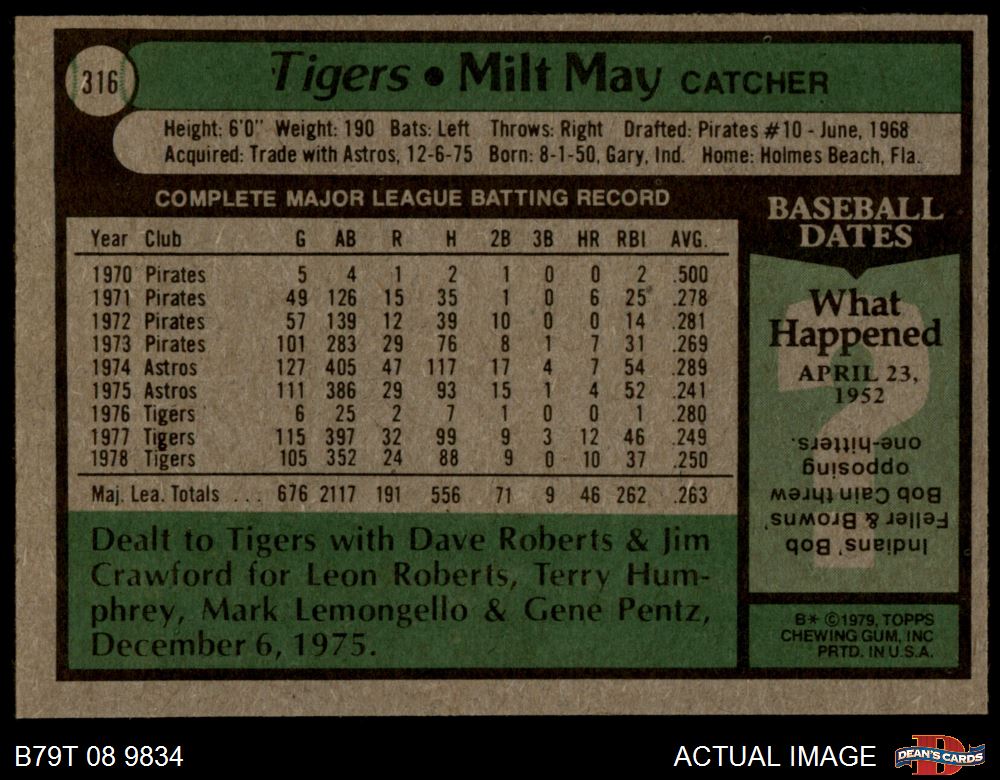 316
Tigers • Milt May CATCHER
Height: 6'0" Weight: 190 Bats: Left Throws: Right Drafted: Pirates #10 - June, 1968
Acquired: Trade with Astros, 12-6-75 Born: 8-1-50, Gary, Ind. Home: Holmes Beach, Fla.
COMPLETE MAJOR LEAGUE BATTING RECORD
Year Club G AB R H 2B 3B HR RBI AVG.
1970 Pirates 5 4 1 2 1 0 0 2 .500
1971 Pirates 49 126 15 35 1 0 6 25 .278
1972 Pirates 57 139 12 39 10 0 0 14 .281
1973 Pirates 101 283 29 76 8 1 7 31 .269
1974 Astros 127 405 47 117 17 4 7 54 .289
1975 Astros 111 386 29 93 15 1 4 52 .241
1976 Tigers 6 25 2 7 1 0 0 1 .280
1977 Tigers 115 397 32 99 9 3 12 46 .249
1978 Tigers 105 352 24 88 9 0 10 37 .250
Maj. Lea. Totals ... 676 2117 191 556 71 9 46 262 .263
Dealt to Tigers with Dave Roberts & Jim
Crawford for Leon Roberts, Terry Hum-
phrey, Mark Lemongello & Gene Pentz,
December 6, 1975.
BASEBALL
DATES
?
What
Happened
APRIL 23,
1952
Indians' Bob
Feller & Browns'
Bob Cain threw
opposing
one-hitters.
B* ©1979, TOPPS
CHEWING GUM, INC
PRTD. IN U.S.A.
B79T 08 9834
ACTUAL IMAGE
D
DEAN'S CARDS